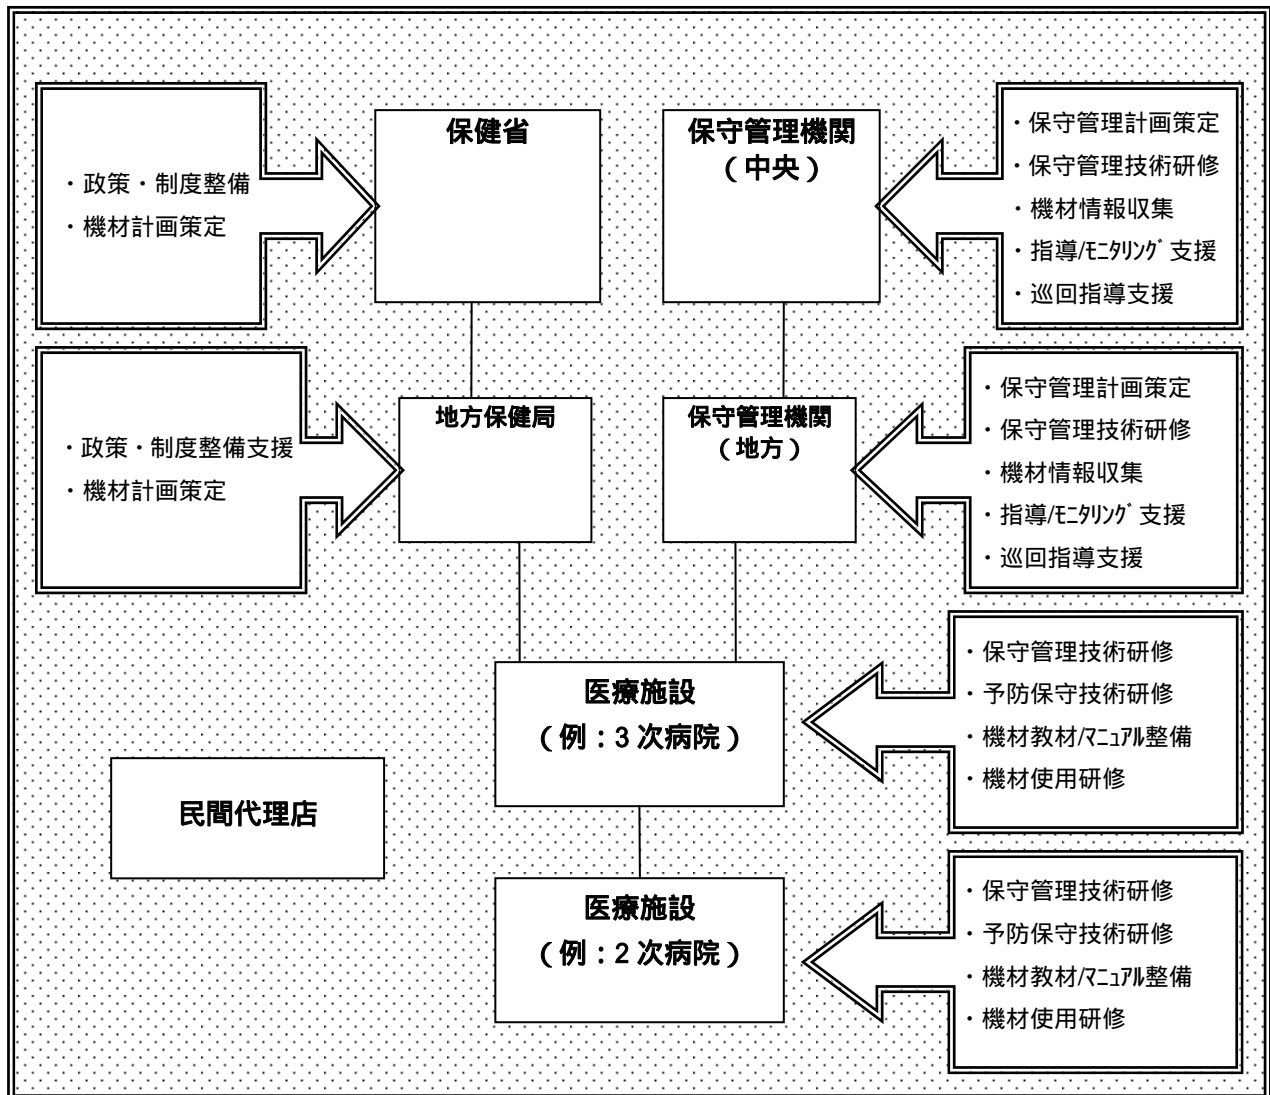 ・政策・制度整備
・機材計画策定
保健省
保守管理機関
（中央）
・保守管理計画策定
・保守管理技術研修
・機材情報収集
・指導/ﾓﾆﾀﾘﾝｸﾞ支援
・巡回指導支援
・政策・制度整備支援
・機材計画策定
地方保健局
保守管理機関
（地方）
・保守管理計画策定
・保守管理技術研修
・機材情報収集
・指導/ﾓﾆﾀﾘﾝｸﾞ支援
・巡回指導支援
医療施設
（例：3 次病院）
・保守管理技術研修
・予防保守技術研修
・機材教材/ﾏﾆｭｱﾙ整備
・機材使用研修
民間代理店
医療施設
（例：2 次病院）
・保守管理技術研修
・予防保守技術研修
・機材教材/ﾏﾆｭｱﾙ整備
・機材使用研修